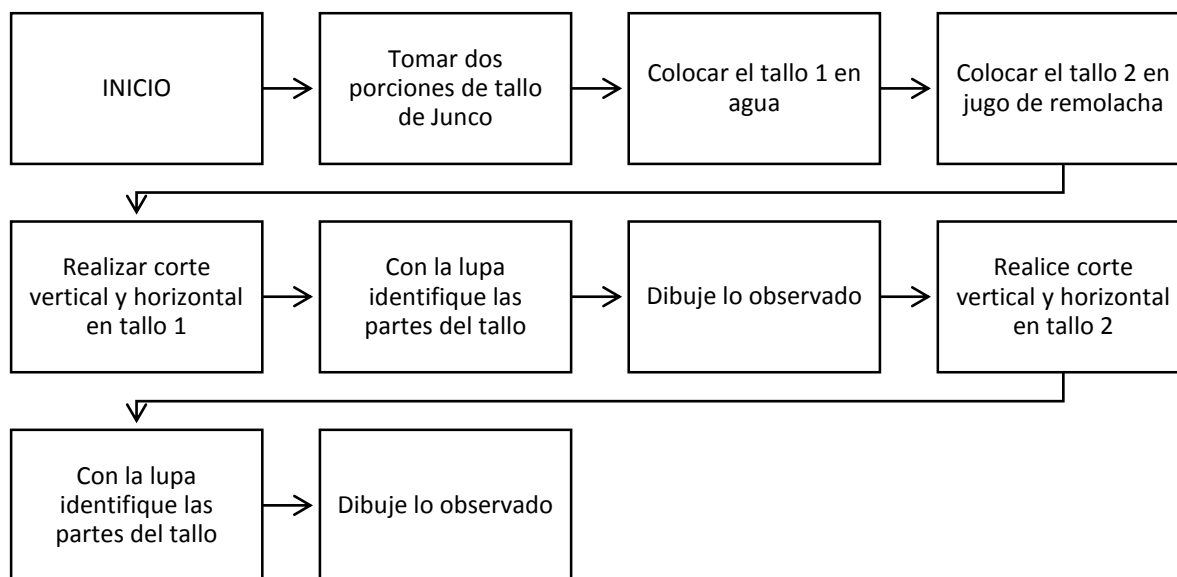 INICIO
Tomar dos
porciones de tallo
de Junco
Colocar el tallo 1 en
agua
Colocar el tallo 2 en
jugo de remolacha
Realizar corte
vertical y horizontal
en tallo 1
Con la lupa
identifique las
partes del tallo
Dibuje lo observado
Realice corte
vertical y horizontal
en tallo 2
Con la lupa
identifique las
partes del tallo
Dibuje lo observado